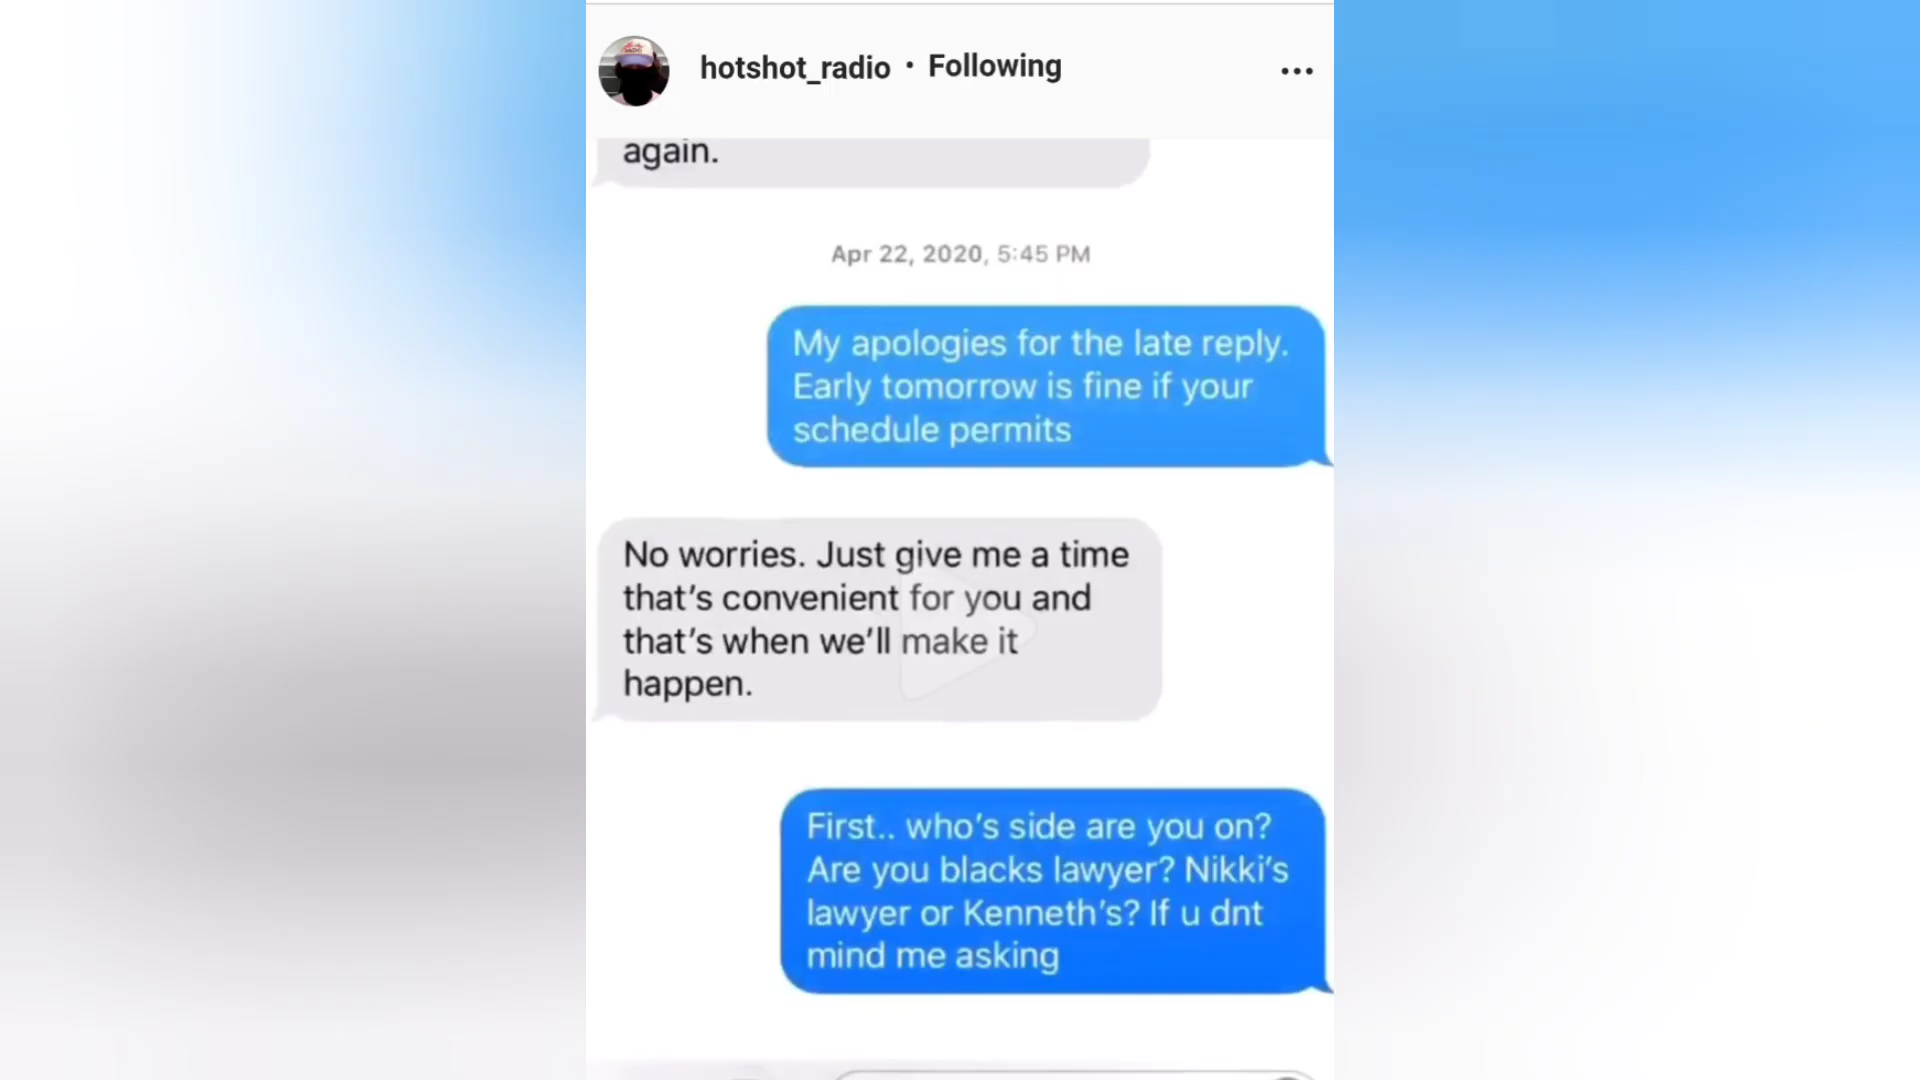 hotshot_radio • Following
again.
Apr 22, 2020, 5:45 PM
My apologies for the late reply.
Early tomorrow is fine if your
schedule permits
No worries. Just give me a time
that's convenient for you and
that's when we'll make it
happen.
First.. who's side are you on?
Are you blacks lawyer? Nikki's
lawyer or Kenneth's? If u dnt
mind me asking